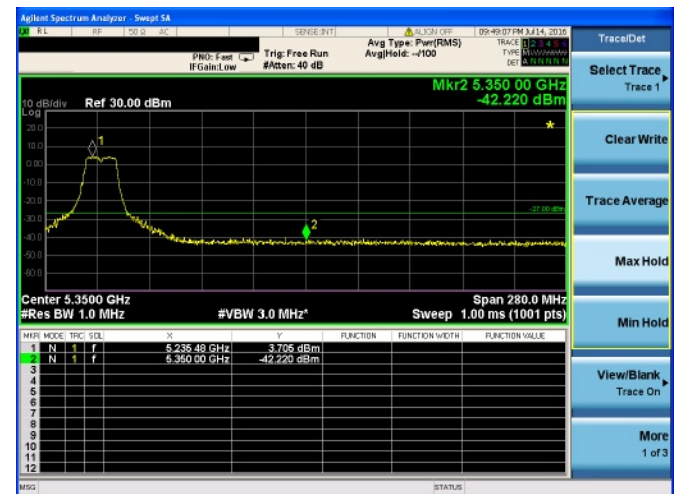 Agilent Spectrum Analyzer - Swept SA
RL RF 50 Ω AC SENSE:INT ALIGN OFF 09:49:07 PM Jul 14, 2016
PNO: Fast Trig: Free Run Avg Type: Pwr(RMS) TRACE 1 2 3 4 5 6
IFGain:Low #Atten: 40 dB Avg|Hold: --/100 TYPE
DET A N N N N N
Mkr2 5.350 00 GHz
10 dB/div Ref 30.00 dBm -42.220 dBm
Log
20.0
10.0
0.00
-10.0
-20.0
-30.0
-40.0
-50.0
-60.0
1
2
-27.00 dBm
Center 5.3500 GHz Span 280.0 MHz
#Res BW 1.0 MHz #VBW 3.0 MHz* Sweep 1.00 ms (1001 pts)
MKR MODE TRC SCL X Y FUNCTION FUNCTION WIDTH FUNCTION VALUE
1 N 1 f 5.235 48 GHz 3.705 dBm
2 N 1 f 5.350 00 GHz -42.220 dBm
3
4
5
6
7
8
9
10
11
12
MSG STATUS
Trace/Det
Select Trace
Trace 1
Clear Write
Trace Average
Max Hold
Min Hold
View/Blank
Trace On
More
1 of 3